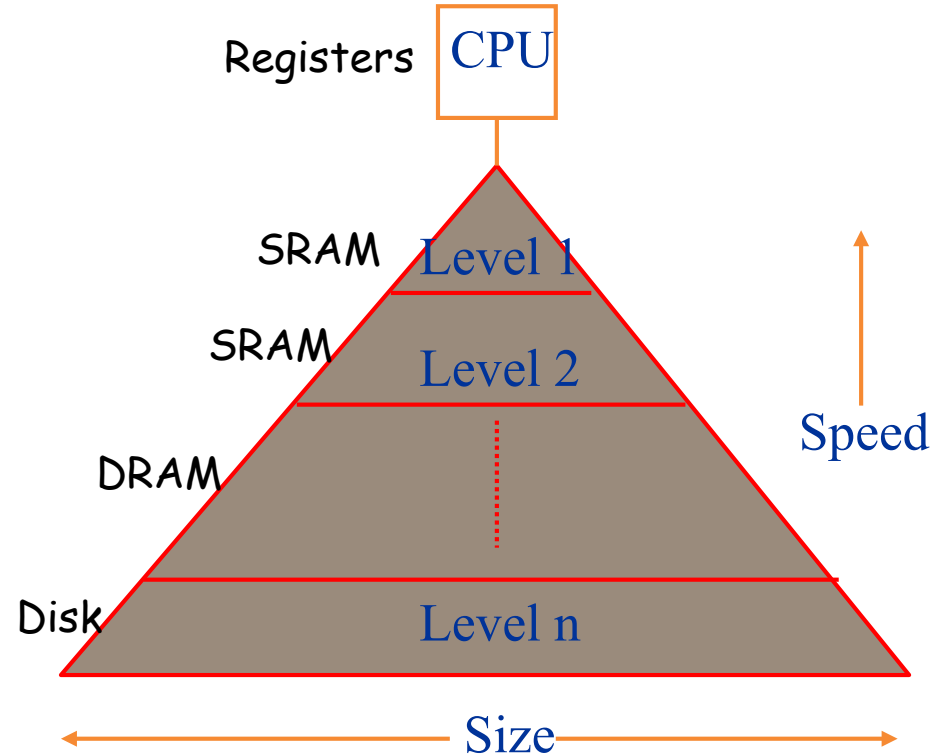 Registers CPU
SRAM Level 1
SRAM Level 2
Speed
DRAM
Disk Level n
Size